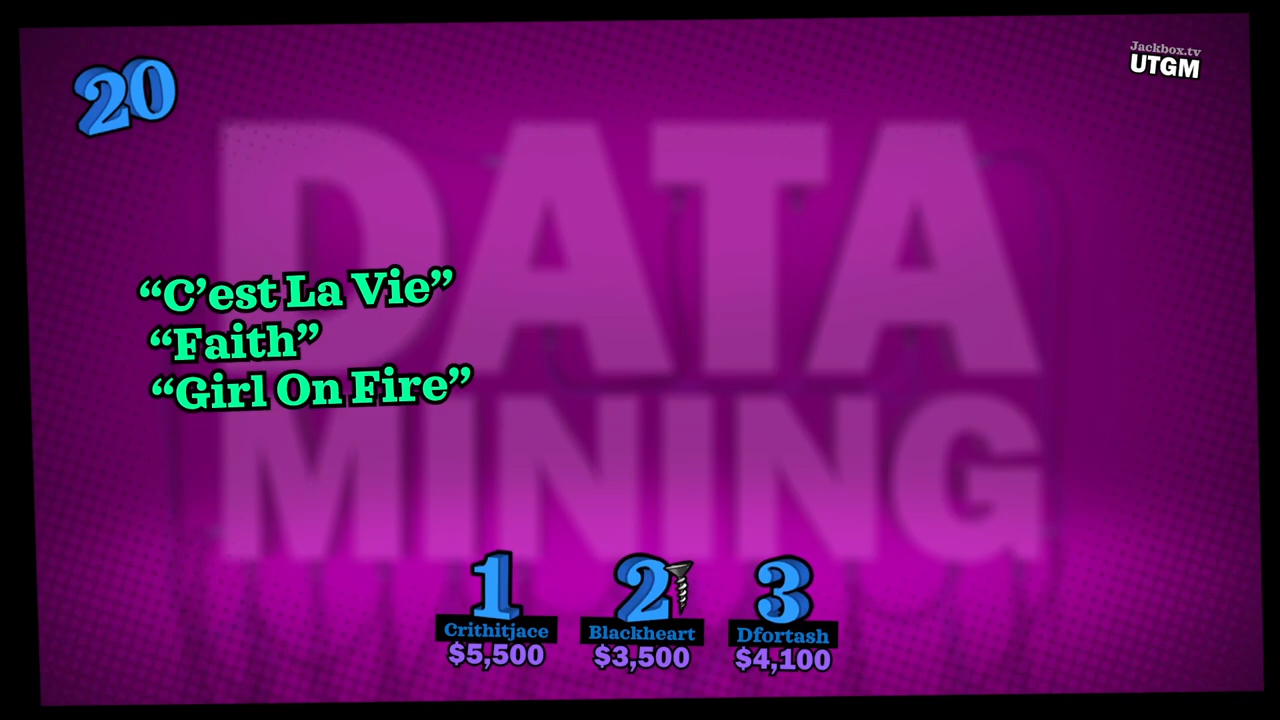 20
Jackbox.tv
UTGM
DATA
MINING
“C’est La Vie”
“Faith”
“Girl On Fire”
1
Crithitjace
$5,500
2
Blackheart
$3,500
3
Dfortash
$4,100